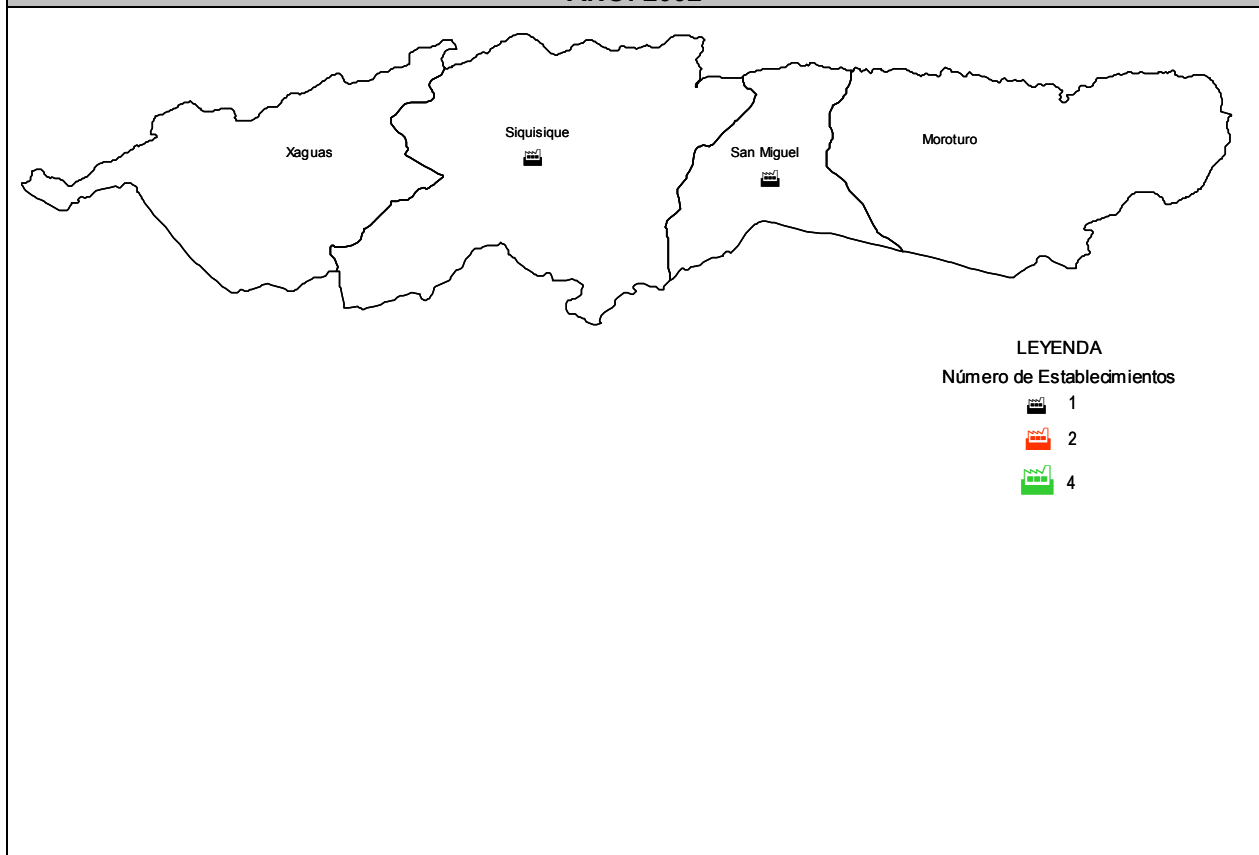 Siquisique
Moroturo
Xaguas
San Miguel
LEYENDA
Número de Establecimientos
1
2
4